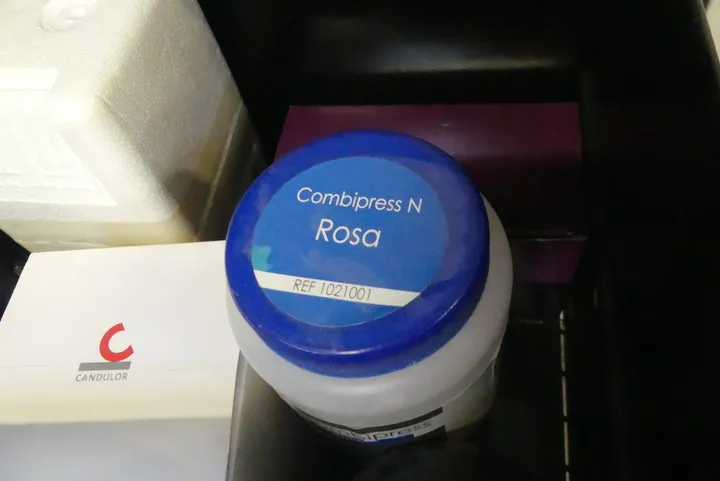 Combipress N
Rosa
REF 1021001
CANDULOR